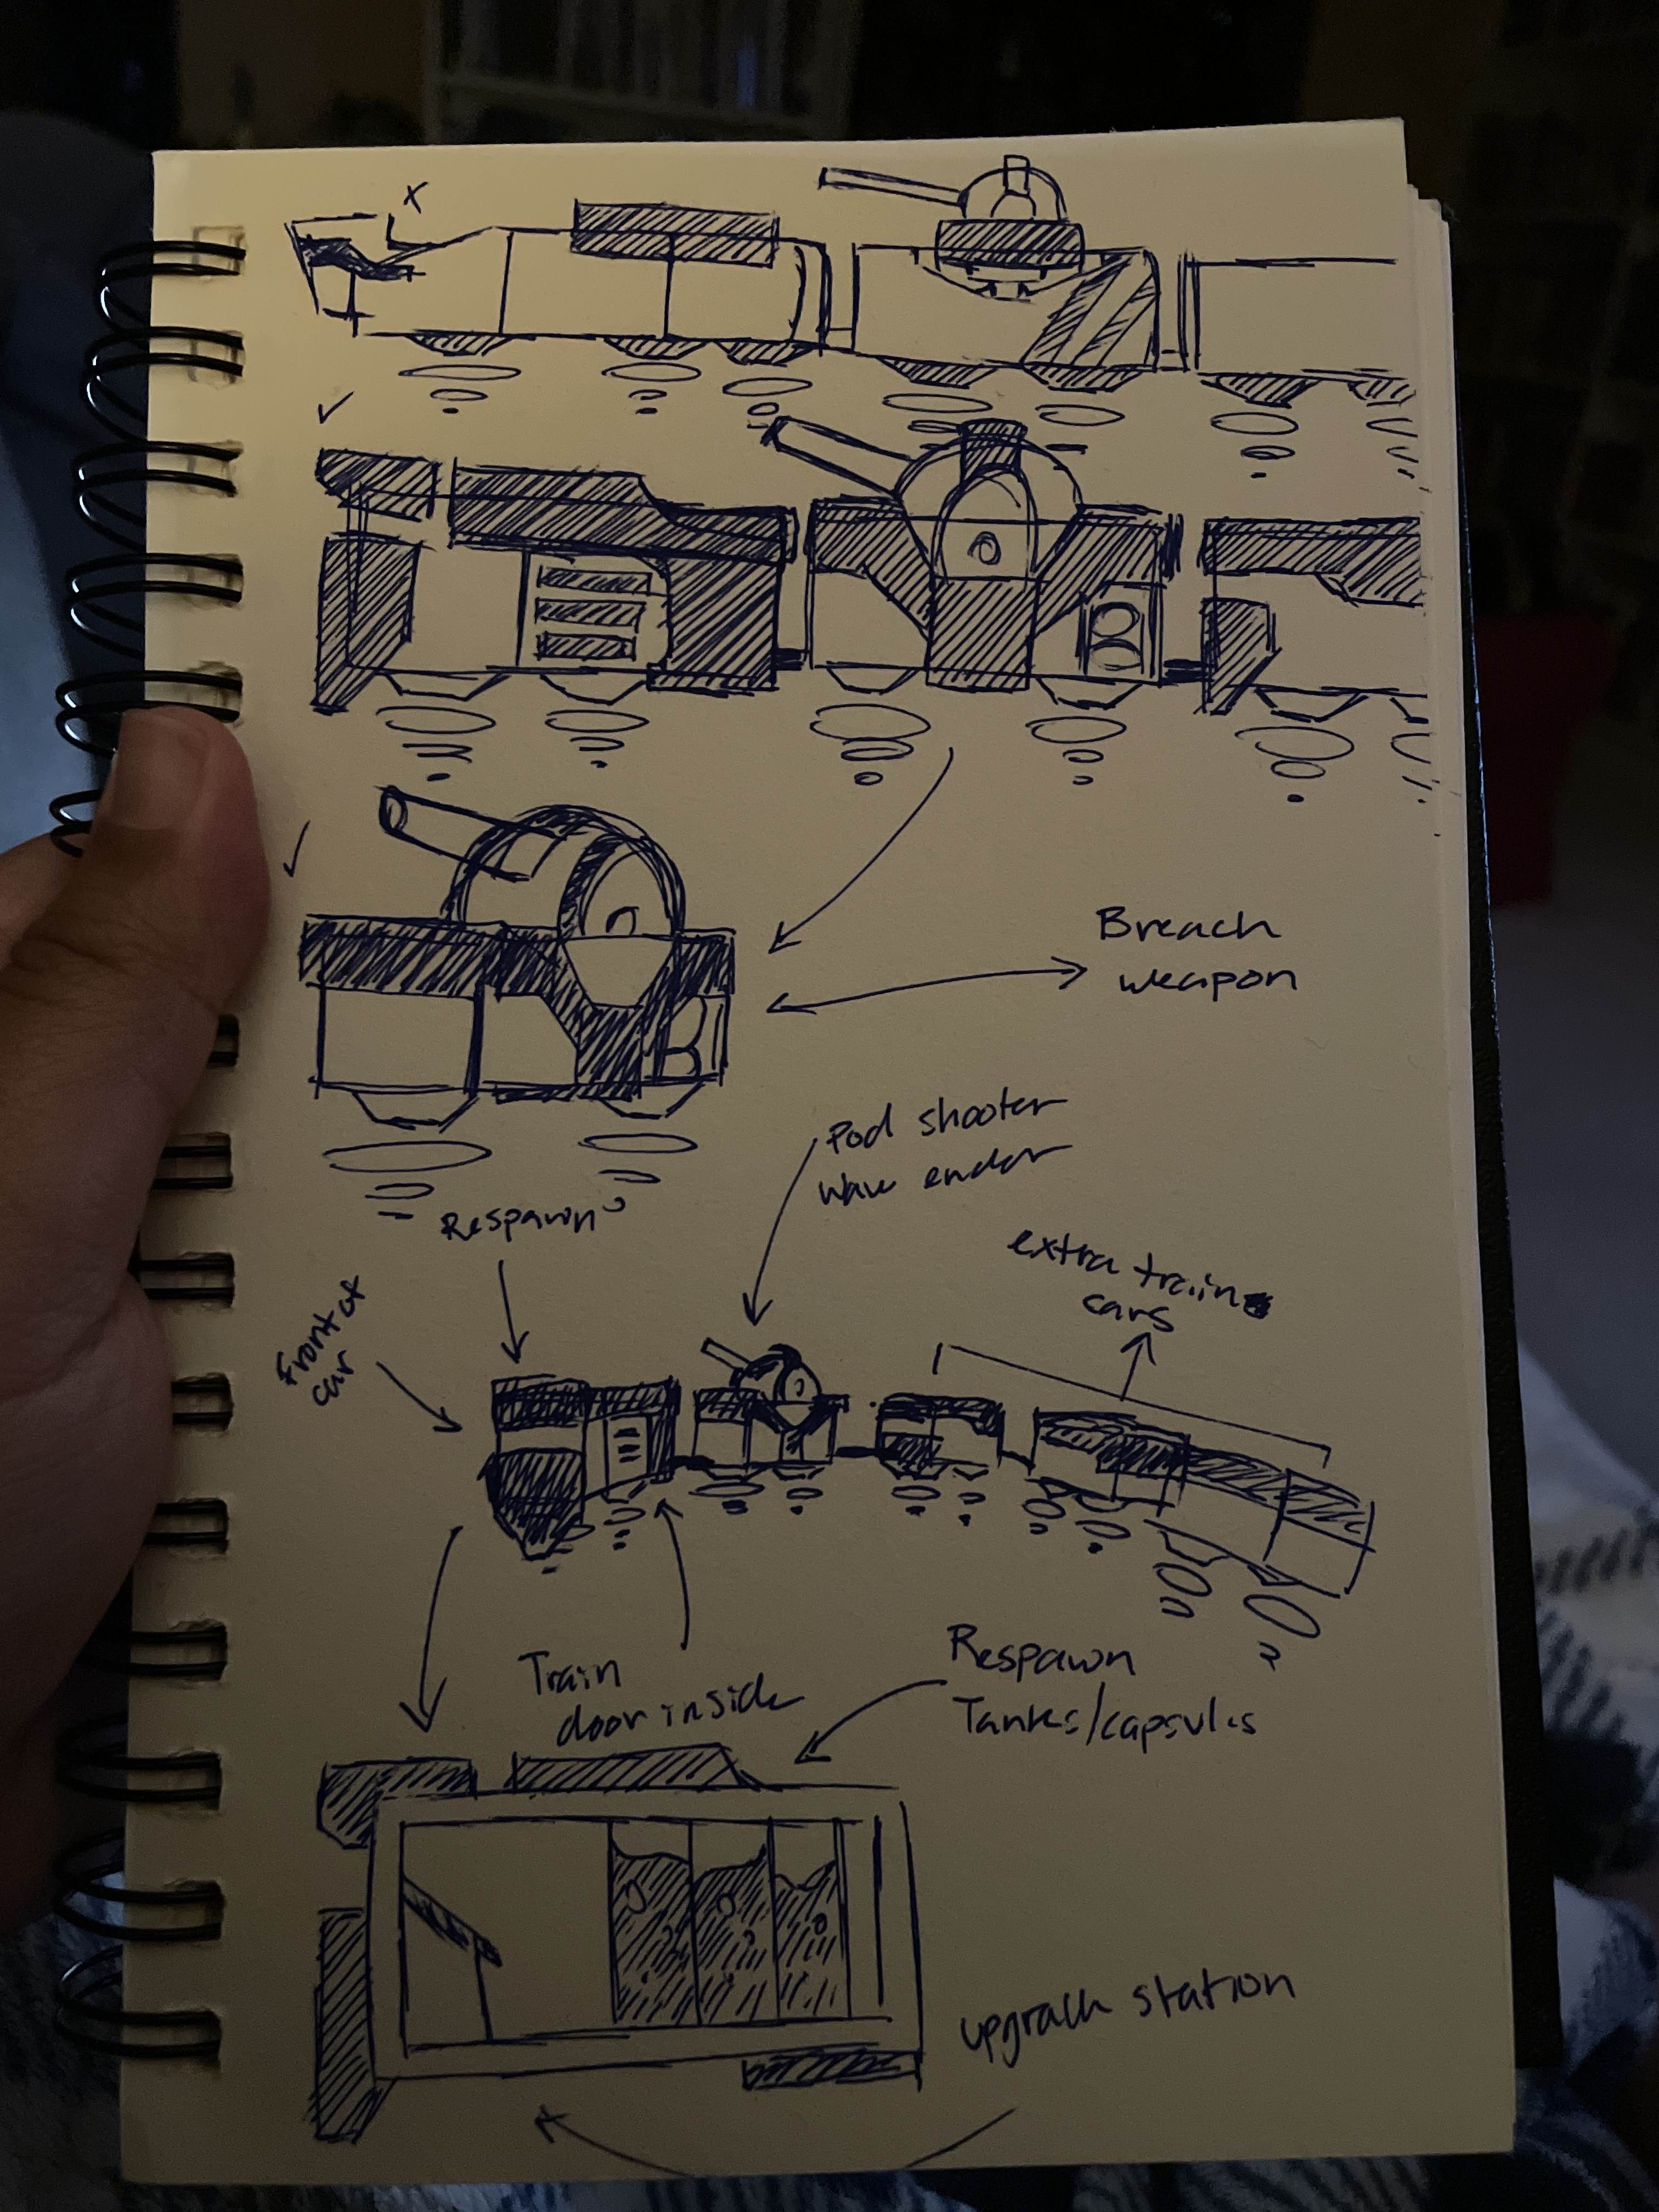 x
Breach
weapon
Pod shooter
wave ender
Respawn
extra train
cars
Front of
car
Train
door inside
Respawn
Tanks/capsules
upgrade station